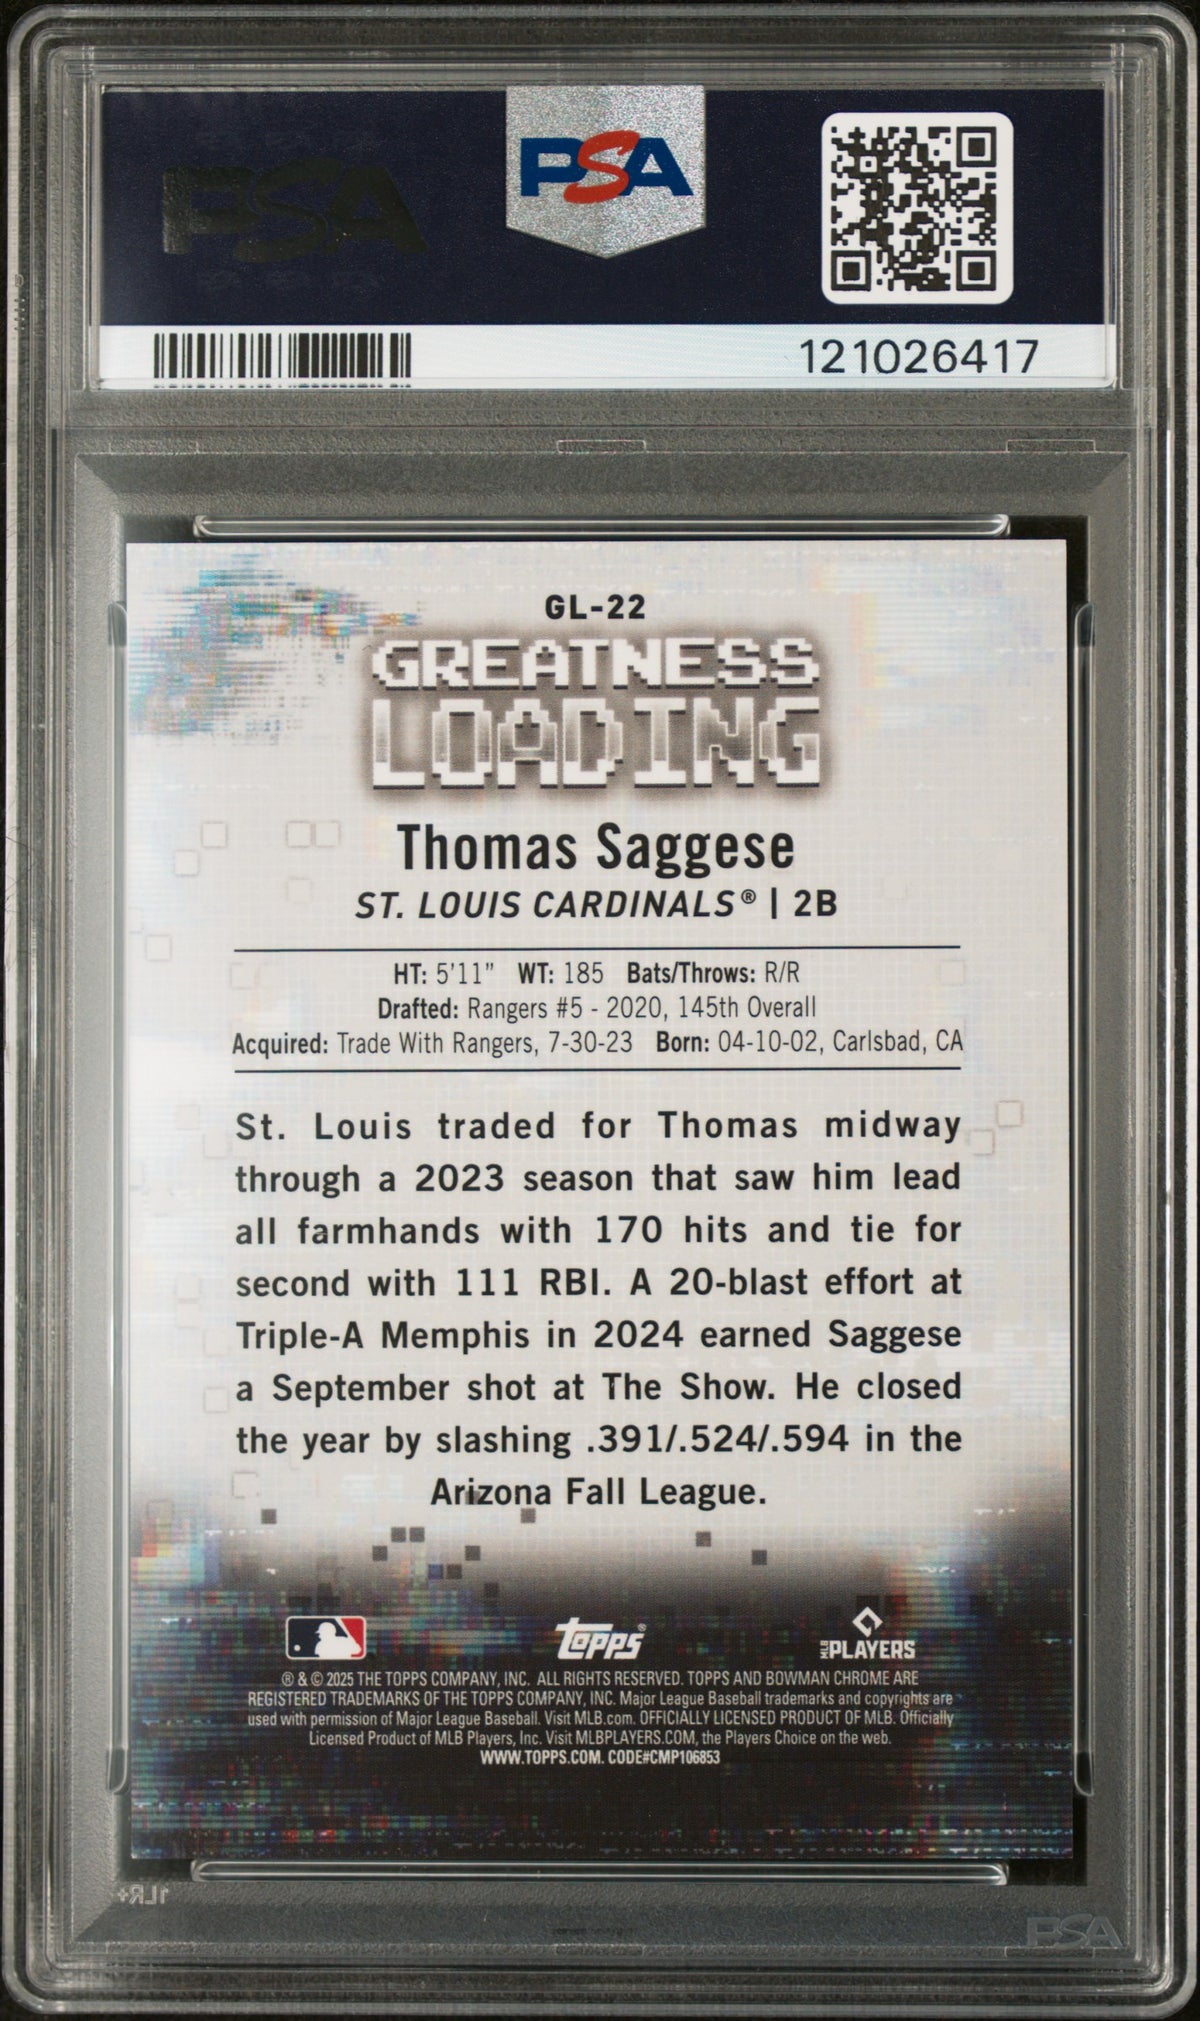 PSA
PSA
121026417
GL-22
GREATNESS
LOADING
Thomas Saggese
ST. LOUIS CARDINALS® | 2B
HT: 5'11" WT: 185 Bats/Throws: R/R
Drafted: Rangers #5 - 2020, 145th Overall
Acquired: Trade With Rangers, 7-30-23 Born: 04-10-02, Carlsbad, CA
St. Louis traded for Thomas midway
through a 2023 season that saw him lead
all farmhands with 170 hits and tie for
second with 111 RBI. A 20-blast effort at
Triple-A Memphis in 2024 earned Saggese
a September shot at The Show. He closed
the year by slashing .391/.524/.594 in the
Arizona Fall League.
topps®
MLB PLAYERS
® & © 2025 THE TOPPS COMPANY, INC. ALL RIGHTS RESERVED. TOPPS AND BOWMAN CHROME ARE
REGISTERED TRADEMARKS OF THE TOPPS COMPANY, INC. Major League Baseball trademarks and copyrights are
used with permission of Major League Baseball. Visit MLB.com. OFFICIALLY LICENSED PRODUCT OF MLB. Officially
Licensed Product of MLB Players, Inc. Visit MLBPLAYERS.COM, the Players Choice on the web.
WWW.TOPPS.COM. CODE#CMP106853
1LR+
PSA